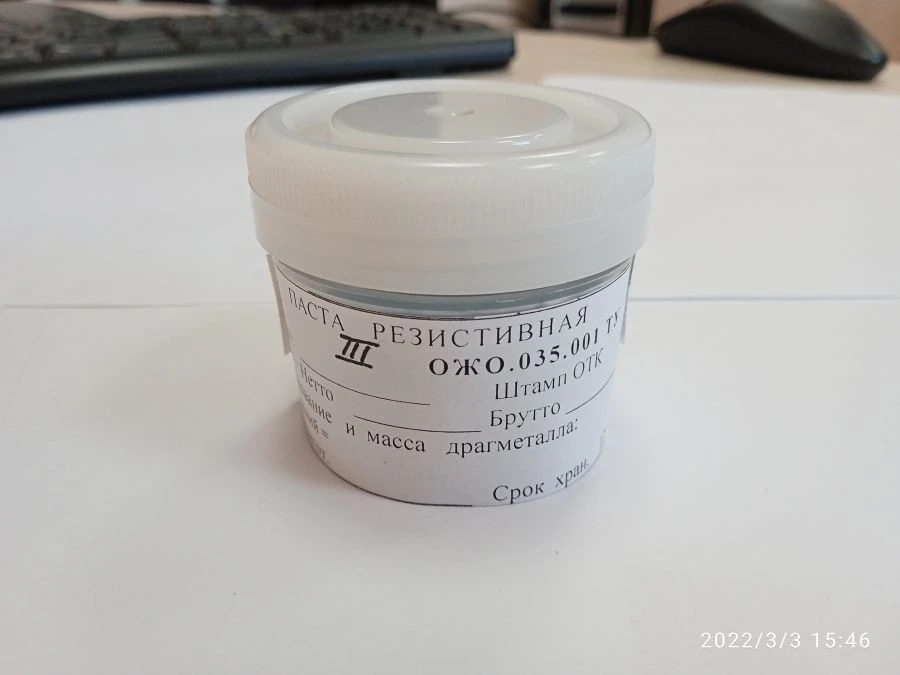 ПАСТА РЕЗИСТИВНАЯ
III
ОЖО.035.001 ТУ
Штамп ОТК
Нетто
Брутто
и масса драгметалла:
Срок хран.
2022/3/3 15:46